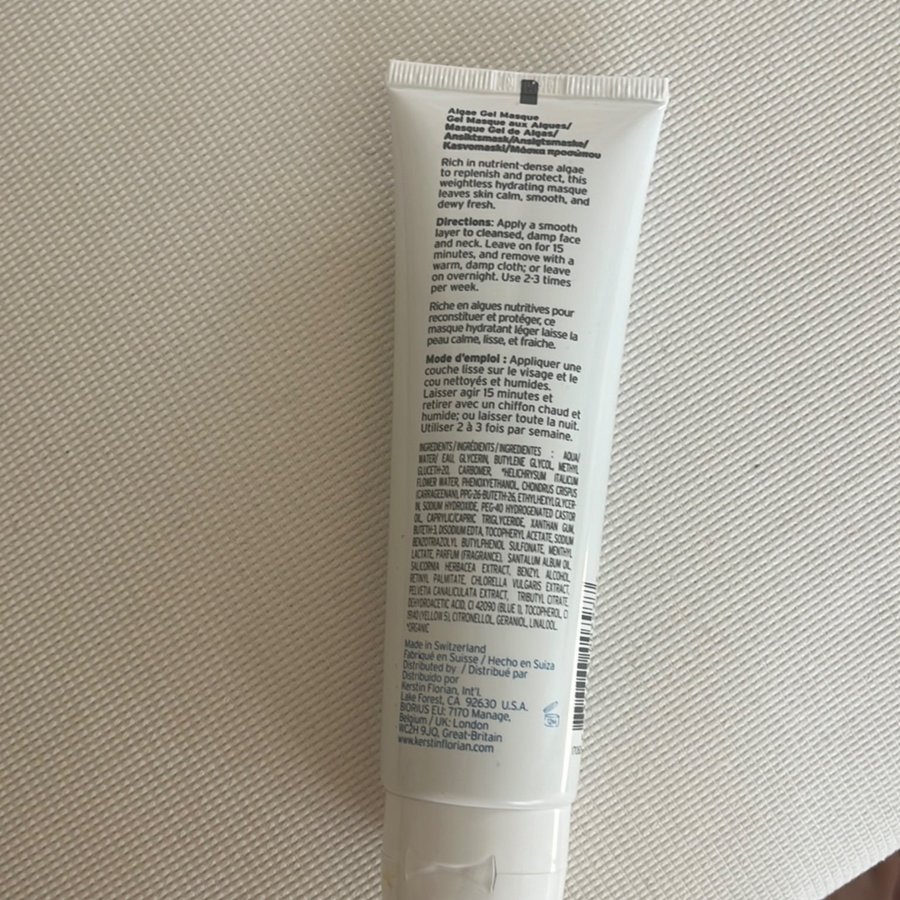 Algae Gel Masque
Gel Masque aux Algues/
Masque Gel de Algas/
Ansiktsmask/Ansigtsmaske/
Kasvomaski/Μάσκα προσώπου
Rich in nutrient-dense algae
to replenish and protect, this
weightless hydrating masque
leaves skin calm, smooth, and
dewy fresh.
Directions: Apply a smooth
layer to cleansed, damp face
and neck. Leave on for 15
minutes, and remove with a
warm, damp cloth; or leave
on overnight. Use 2-3 times
per week.
Riche en algues nutritives pour
reconstituer et protéger, ce
masque hydratant léger laisse la
peau calme, lisse, et fraîche.
Mode d'emploi : Appliquer une
couche lisse sur le visage et le
cou nettoyés et humides.
Laisser agir 15 minutes et
retirer avec un chiffon chaud et
humide; ou laisser toute la nuit.
Utiliser 2 à 3 fois par semaine.
INGREDIENTS/INGRÉDIENTS/INGREDIENTES : AQUA/
WATER/ EAU, GLYCERIN, BUTYLENE GLYCOL, METHYL
GLUCETH-20, CARBOMER, *HELICHRYSUM ITALICUM
FLOWER WATER, PHENOXYETHANOL, CHONDRUS CRISPUS
(CARRAGEENAN), PPG-26-BUTETH-26, ETHYLHEXYLGLYCER-
IN, SODIUM HYDROXIDE, PEG-40 HYDROGENATED CASTOR
OIL, CAPRYLIC/CAPRIC TRIGLYCERIDE, XANTHAN GUM,
BUTETH-3, DISODIUM EDTA, TOCOPHERYL ACETATE, SODIUM
BENZOTRIAZOLYL BUTYLPHENOL SULFONATE, MENTHYL
LACTATE, PARFUM (FRAGRANCE), SANTALUM ALBUM OIL,
SALICORNIA HERBACEA EXTRACT, BENZYL ALCOHOL,
RETINYL PALMITATE, CHLORELLA VULGARIS EXTRACT,
PELVETIA CANALICULATA EXTRACT, TRIBUTYL CITRATE,
DEHYDROACETIC ACID, CI 42090 (BLUE 1), TOCOPHEROL, CI
19140 (YELLOW 5), CITRONELLOL, GERANIOL, LINALOOL.
*ORGANIC
Made in Switzerland
Fabriqué en Suisse / Hecho en Suiza
Distributed by / Distribué par
Distribuido por
Kerstin Florian, Int'l.
Lake Forest, CA 92630 U.S.A.
BIORIUS EU: 7170 Manage,
Belgium / UK: London
WC2H 9JQ, Great-Britain
www.kerstinflorian.com